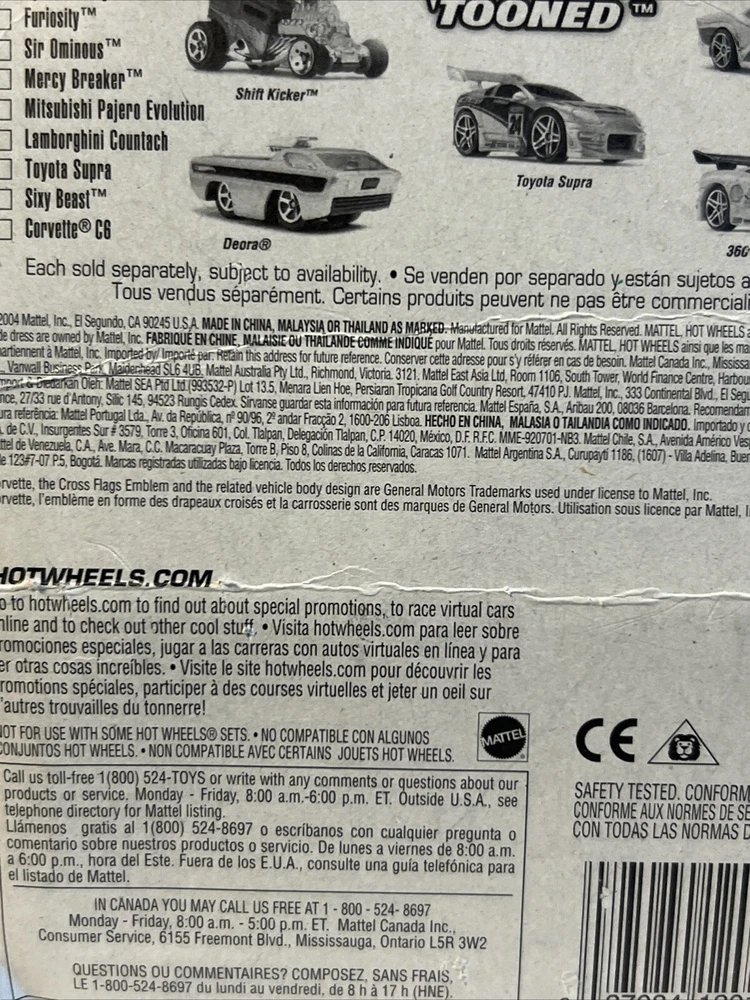 Furiosity™
Sir Ominous™
Mercy Breaker™
Mitsubishi Pajero Evolution
Lamborghini Countach
Toyota Supra
Sixy Beast™
Corvette® C6
'TOONED™
Shift Kicker™
Toyota Supra
Deora®
Each sold separately, subject to availability. • Se venden por separado y están sujetos a
Tous vendus séparément. Certains produits peuvent ne pas être
2004 Mattel, Inc., El Segundo, CA 90245 U.S.A. MADE IN CHINA, MALAYSIA OR THAILAND AS MARKED. Manufactured for Mattel. All Rights Reserved. MATTEL, HOT WHEELS
dress are owned by Mattel, Inc. FABRIQUÉ EN CHINE, MALAISIE OU THAÏLANDE COMME INDIQUÉ pour Mattel. Tous droits réservés. MATTEL, HOT WHEELS ainsi que les
à Mattel, Inc. Imported by/Importé par: Retain this address for future reference. Conserver cette adresse pour s'y référer en cas de besoin. Mattel Canada Inc.,
Vanwall Business Park, Maidenhead SL6 4UB. Mattel Australia Pty Ltd., Richmond, Victoria. 3121. Mattel East Asia Ltd, Room 1106, South Tower, World Finance Centre,
& Diedarkan Oleh: Mattel SEA Ptd Ltd.(993532-P) Lot 13.5, Menara Lien Hoe, Persiaran Tropicana Golf Country Resort, 47410 PJ. Mattel, Inc., 333 Continental Blvd., El
27/33 rue d'Antony, Silic 145, 94523 Rungis Cedex. Sirvanse guardar esta información para futura referencia. Mattel España, S.A., Aribau 200, 08036 Barcelona.
referência: Mattel Portugal Lda., Av. da República, nº 90/96, 2º andar Fracção 2, 1600-206 Lisboa. HECHO EN CHINA, MALASIA O TAILANDIA COMO INDICADO. Importado y
de C.V., Insurgentes Sur # 3579, Torre 3, Oficina 601, Col. Tlalpan, Delegación Tlalpan, C.P. 14020, México, D.F. R.F.C. MME-920701-NB3. Mattel Chile, S.A., Avenida Américo
de Venezuela, C.A., Ave. Mara, C.C. Macaracuay Plaza, Torre B, Piso 8, Colinas de la California, Caracas 1071. Mattel Argentina S.A., Curupaytí 1186, (1607) - Villa Adelina,
123#7-07 P.5, Bogotá. Marcas registradas utilizadas bajo licencia. Todos los derechos reservados.
the Cross Flags Emblem and the related vehicle body design are General Motors Trademarks used under license to Mattel, Inc.
l'emblème en forme des drapeaux croisés et la carrosserie sont des marques de General Motors. Utilisation sous licence par Mattel,
HOTWHEELS.COM
to hotwheels.com to find out about special promotions, to race virtual cars
and to check out other cool stuff. • Visita hotwheels.com para leer sobre
especiales, jugar a las carreras con autos virtuales en línea y para
otras cosas increíbles. • Visite le site hotwheels.com pour découvrir les
spéciales, participer à des courses virtuelles et jeter un oeil sur
d'autres trouvailles du tonnerre!
NOT FOR USE WITH SOME HOT WHEELS® SETS. • NO COMPATIBLE CON ALGUNOS
CONJUNTOS HOT WHEELS. • NON COMPATIBLE AVEC CERTAINS JOUETS HOT WHEELS.
MATTEL
CE
Call us toll-free 1(800) 524-TOYS or write with any comments or questions about our
products or service. Monday - Friday, 8:00 a.m.-6:00 p.m. ET. Outside U.S.A., see
telephone directory for Mattel listing.
Llámenos gratis al 1(800) 524-8697 o escríbanos con cualquier pregunta o
comentario sobre nuestros productos o servicio. De lunes a viernes de 8:00 a.m.
a 6:00 p.m., hora del Este. Fuera de los E.U.A., consulte una guía telefónica para
el listado de Mattel.
IN CANADA YOU MAY CALL US FREE AT 1 - 800 - 524- 8697
Monday - Friday, 8:00 a.m. - 5:00 p.m. ET. Mattel Canada Inc.,
Consumer Service, 6155 Freemont Blvd., Mississauga, Ontario L5R 3W2
QUESTIONS OU COMMENTAIRES? COMPOSEZ, SANS FRAIS,
LE 1-800-524-8697 du lundi au vendredi, de 8 h à 17 h (HNE).
SAFETY TESTED.
CONFORME AUX NORMES DE
CON TODAS LAS NORMAS